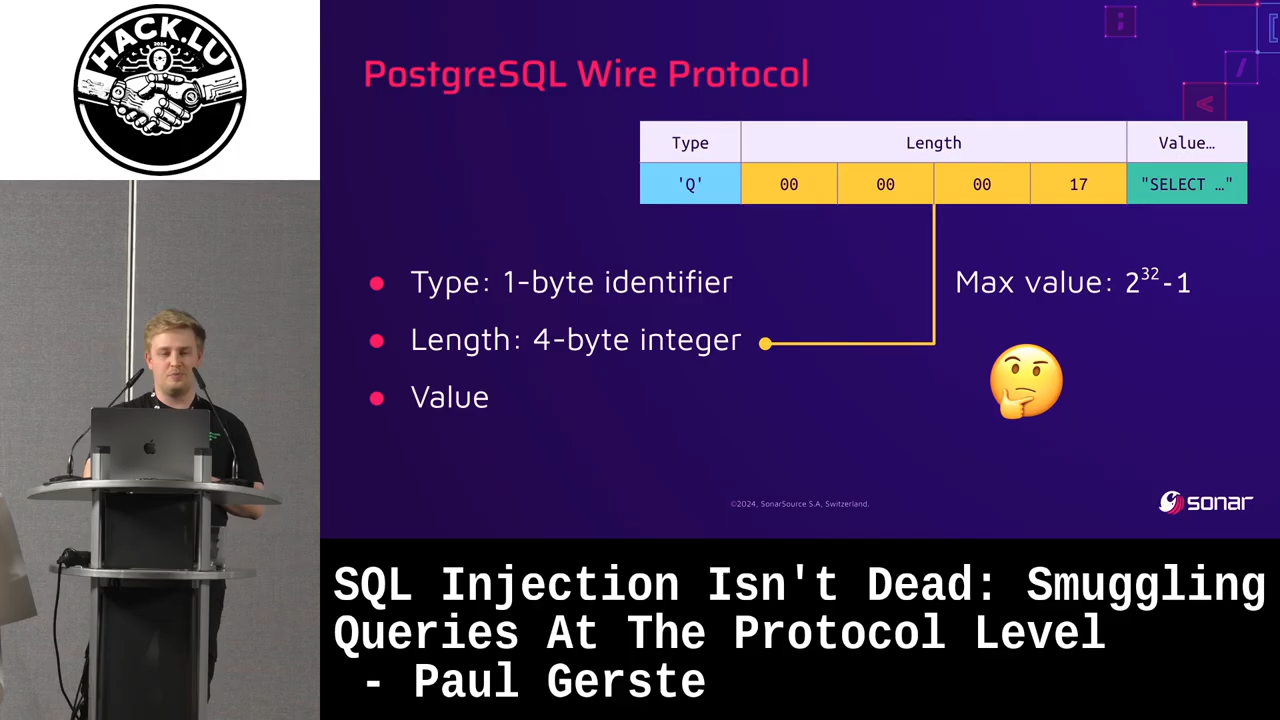 HACK.LU
2024
PostgreSQL Wire Protocol
Type Length Value…
'Q' 00 00 00 17 "SELECT …"
Type: 1-byte identifier
Length: 4-byte integer
Value
Max value: 2³²-1
©2024, SonarSource S.A, Switzerland.
sonar
SQL Injection Isn't Dead: Smuggling
Queries At The Protocol Level
- Paul Gerste